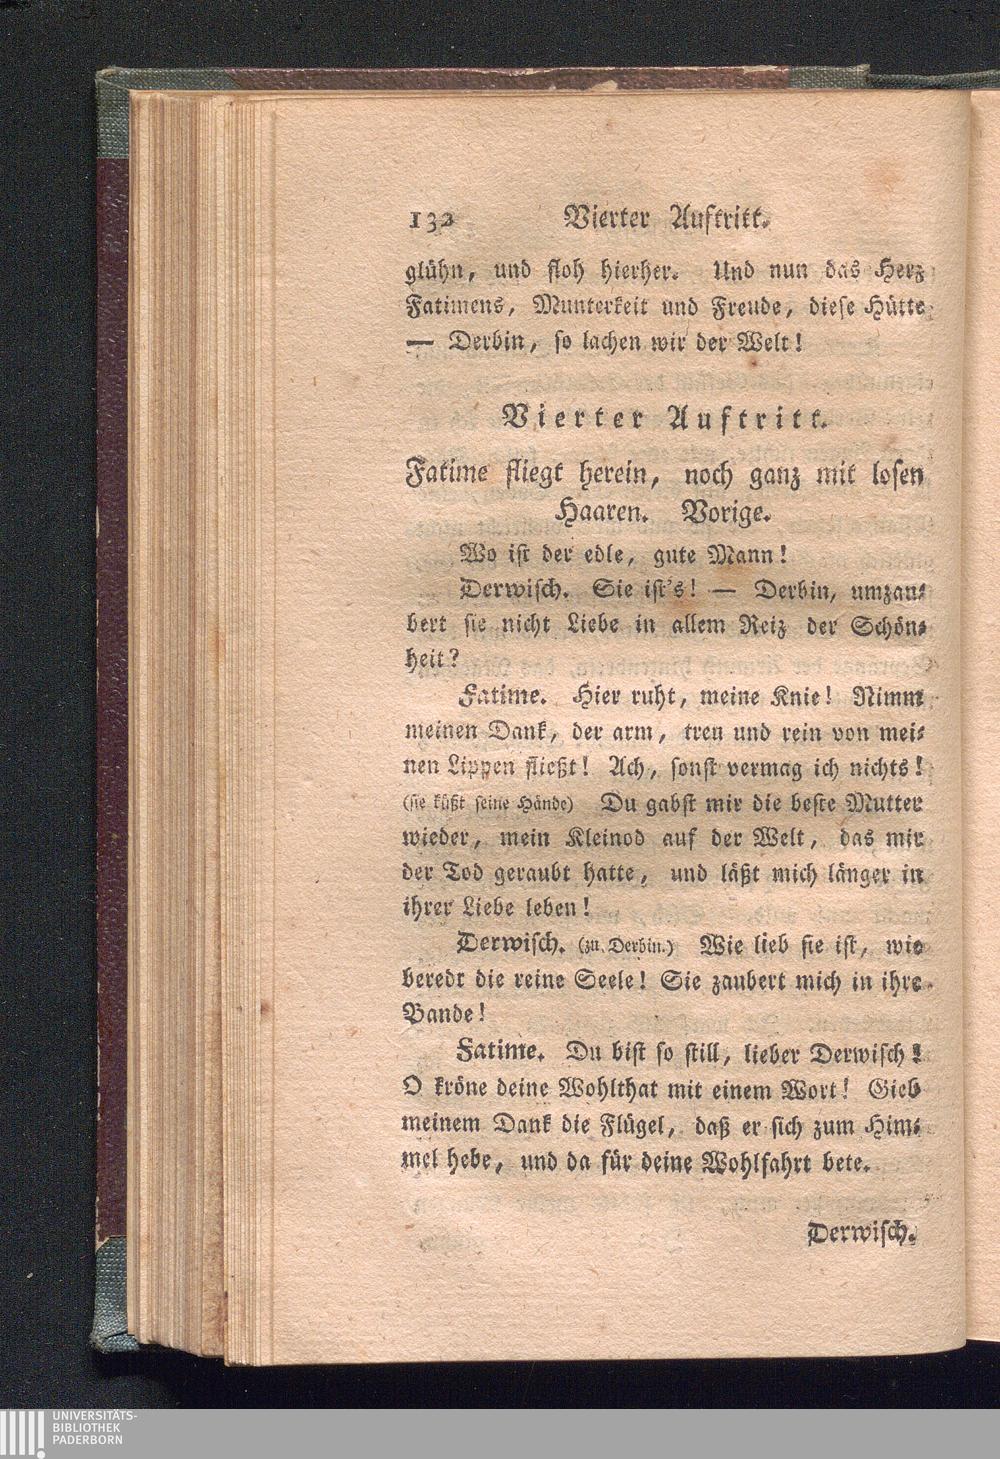 132 Vierter Auftritt.
glühn, und floh hierher. Und nun das Herz
Fatimens, Munterkeit und Freude, diese Hütte
— Derbin, so lachen wir der Welt!
Vierter Auftritt.
Fatime fliegt herein, noch ganz mit losen
Haaren. Vorige.
Wo ist der edle, gute Mann!
Derwisch. Sie ist's! — Derbin, umzau-
bert sie nicht Liebe in allem Reiz der Schön-
heit?
Fatime. Hier ruht, meine Knie! Nimm
meinen Dank, der arm, treu und rein von mei-
nen Lippen fließt! Ach, sonst vermag ich nichts!
(sie küßt seine Hände) Du gabst mir die beste Mutter
wieder, mein Kleinod auf der Welt, das mir
der Tod geraubt hatte, und läßt mich länger in
ihrer Liebe leben!
Derwisch. (zu Derbin.) Wie lieb sie ist, wie
beredt die reine Seele! Sie zaubert mich in ihre
Bande!
Fatime. Du bist so still, lieber Derwisch!
O kröne deine Wohlthat mit einem Wort! Gieb
meinem Dank die Flügel, daß er sich zum Him-
mel hebe, und da für deine Wohlfahrt bete.
Derwisch.
UNIVERSITÄTS-
BIBLIOTHEK
PADERBORN